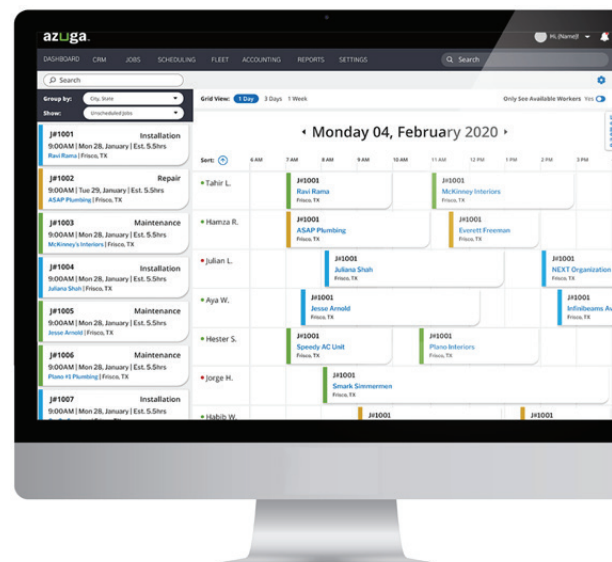 azuga.
Hi, (Name)!
DASHBOARD CRM JOBS SCHEDULING FLEET ACCOUNTING REPORTS SETTINGS Search
Search
Group by: City, State
Show: Unscheduled Jobs
Grid View: 1 Day 3 Days 1 Week Only See Available Workers Yes
Monday 04, February 2020
Sort: 6 AM 7 AM 8 AM 9 AM 10 AM 11 AM 12 PM 1 PM 2 PM 3 PM
J#1001 Installation
9:00AM | Mon 28, January | Est. 5.5hrs
Ravi Rama | Frisco, TX
J#1002 Repair
9:00AM | Tue 29, January | Est. 5.5hrs
ASAP Plumbing | Frisco, TX
J#1003 Maintenance
9:00AM | Mon 28, January | Est. 5.5hrs
McKinney's Interiors | Frisco, TX
J#1004 Installation
9:00AM | Mon 28, January | Est. 5.5hrs
Juliana Shah | Frisco, TX
J#1005 Maintenance
9:00AM | Mon 28, January | Est. 5.5hrs
Jesse Arnold | Frisco, TX
J#1006 Maintenance
9:00AM | Mon 28, January | Est. 5.5hrs
Plano #1 Plumbing | Frisco, TX
J#1007 Installation
9:00AM | Mon 28, January | Est. 5.5hrs
Tahir L.
J#1001 J#1001
Ravi Rama McKinney Interiors
Frisco, TX Frisco, TX
Hamza R.
J#1001 J#1001
ASAP Plumbing Everett Freeman
Frisco, TX Frisco, TX
Julian L.
J#1001 J#1001
Juliana Shah NEXT Organization
Frisco, TX Frisco, TX
Aya W.
J#1001 J#1001
Jesse Arnold Infinibeams Av
Frisco, TX Frisco, TX
Hester S.
J#1001 J#1001
Speedy AC Unit Plano Interiors
Frisco, TX Frisco, TX
Jorge H.
J#1001
Smark Simmermen
Frisco, TX
Habib W.
J#1001 J#1001